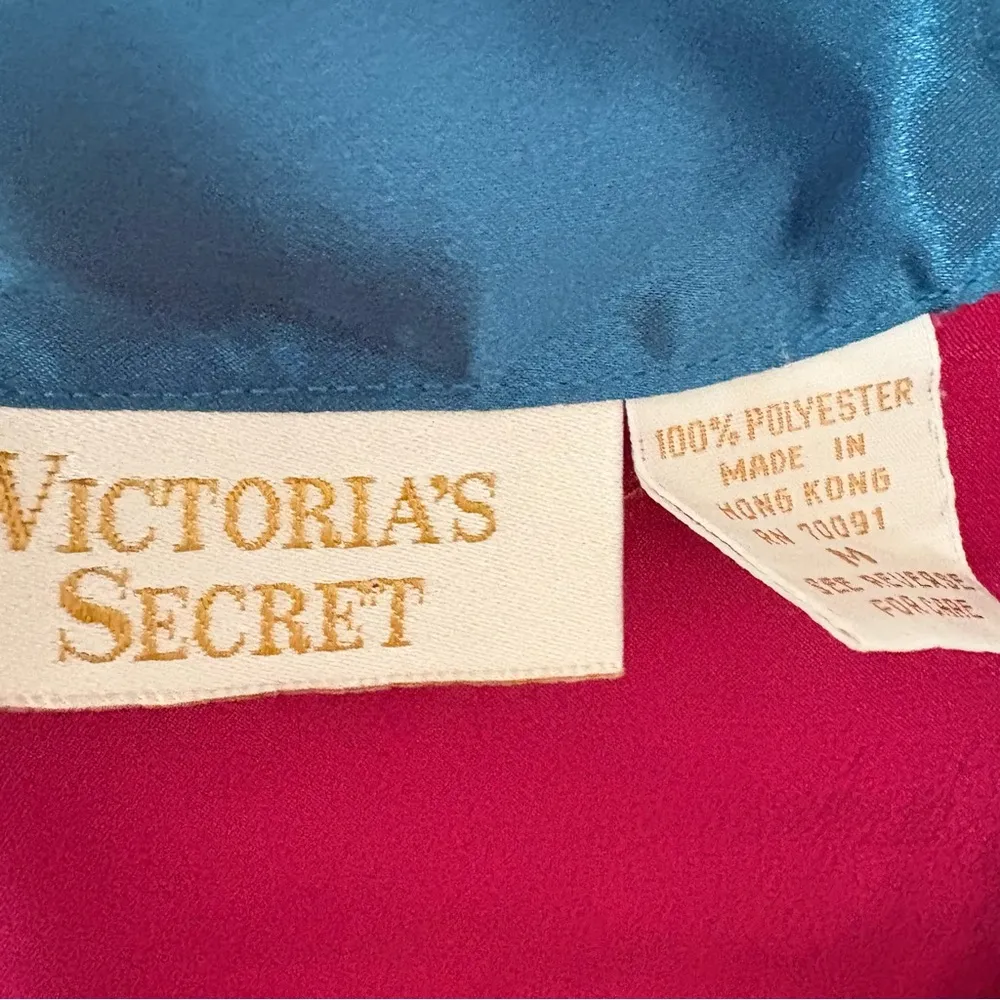 VICTORIA'S
SECRET
100% POLYESTER
MADE IN
HONG KONG
RN 70091
M
SEE REVERSE
FOR CARE